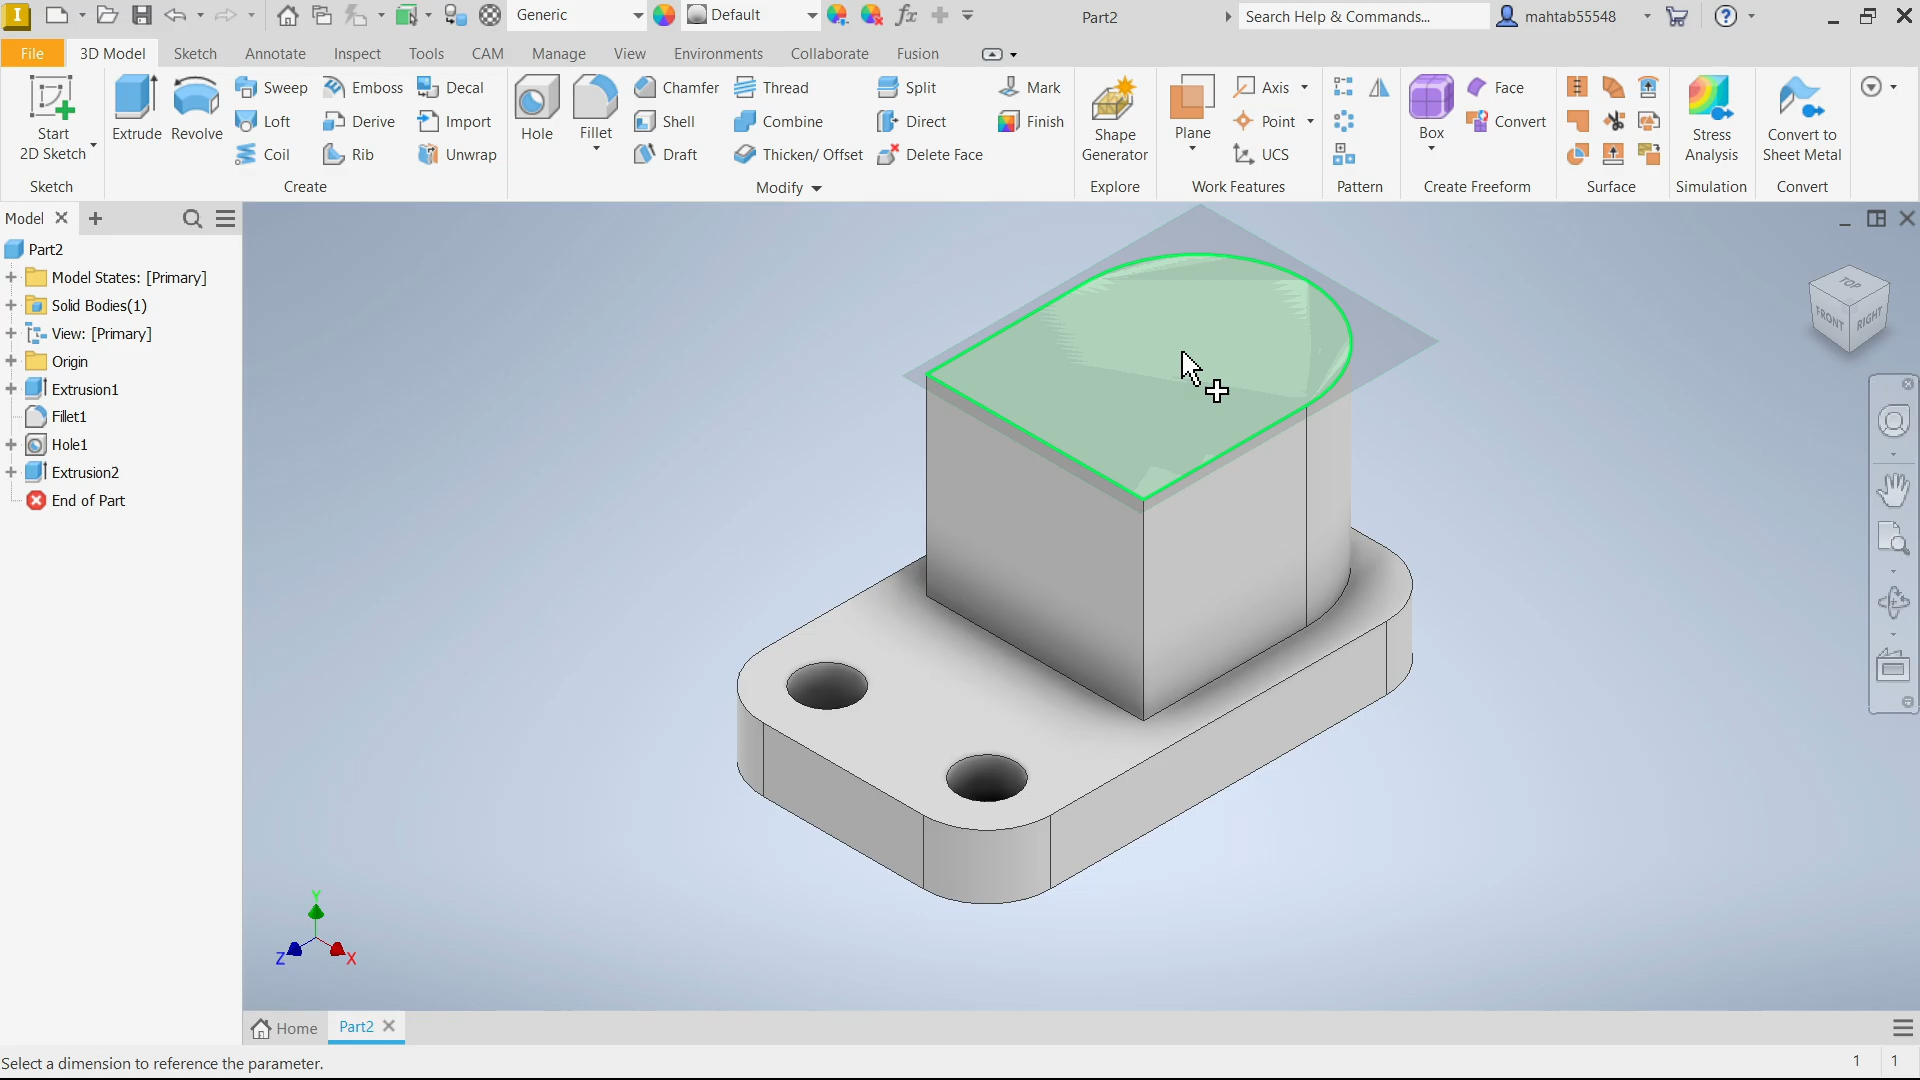 Generic
Default
Part2
Search Help & Commands...
mahtab55548
File
3D Model
Sketch
Annotate
Inspect
Tools
CAM
Manage
View
Environments
Collaborate
Fusion
Start
2D Sketch
Sketch
Extrude
Revolve
Sweep
Loft
Coil
Emboss
Derive
Rib
Decal
Import
Unwrap
Create
Hole
Fillet
Chamfer
Shell
Draft
Thread
Combine
Thicken/ Offset
Split
Direct
Delete Face
Mark
Finish
Modify
Shape
Generator
Explore
Plane
Axis
Point
UCS
Work Features
Pattern
Box
Face
Convert
Create Freeform
Surface
Stress
Analysis
Simulation
Convert to
Sheet Metal
Convert
Model
Part2
Model States: [Primary]
Solid Bodies(1)
View: [Primary]
Origin
Extrusion1
Fillet1
Hole1
Extrusion2
End of Part
TOP
FRONT
RIGHT
Y
Z
X
Home
Part2
Select a dimension to reference the parameter.
1
1